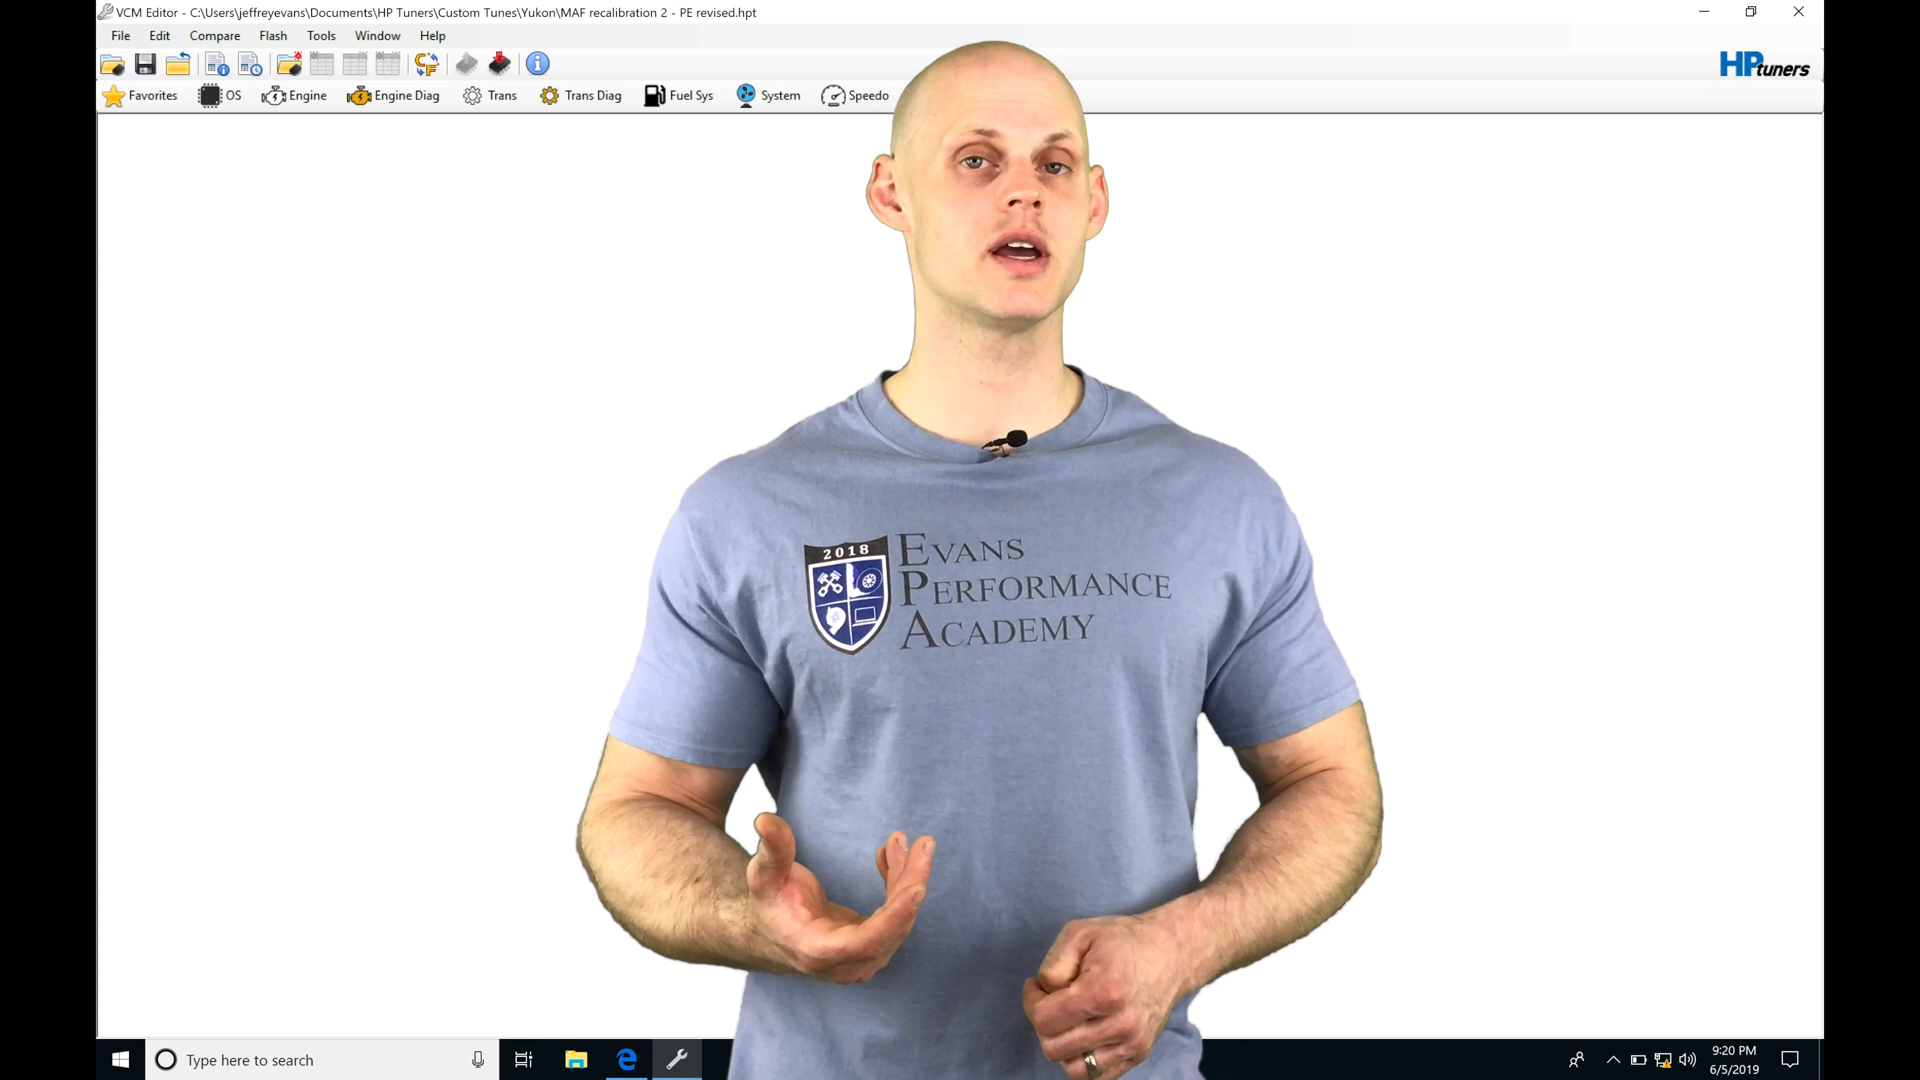 VCM Editor - C:\Users\jeffreyevans\Documents\HP Tuners\Custom Tunes\Yukon\MAF recalibration 2 - PE revised.hpt
File Edit Compare Flash Tools Window Help
HPtuners
Favorites OS Engine Engine Diag Trans Trans Diag Fuel Sys System Speedo
2018
EVANS
PERFORMANCE
ACADEMY
Type here to search
9:20 PM
6/5/2019